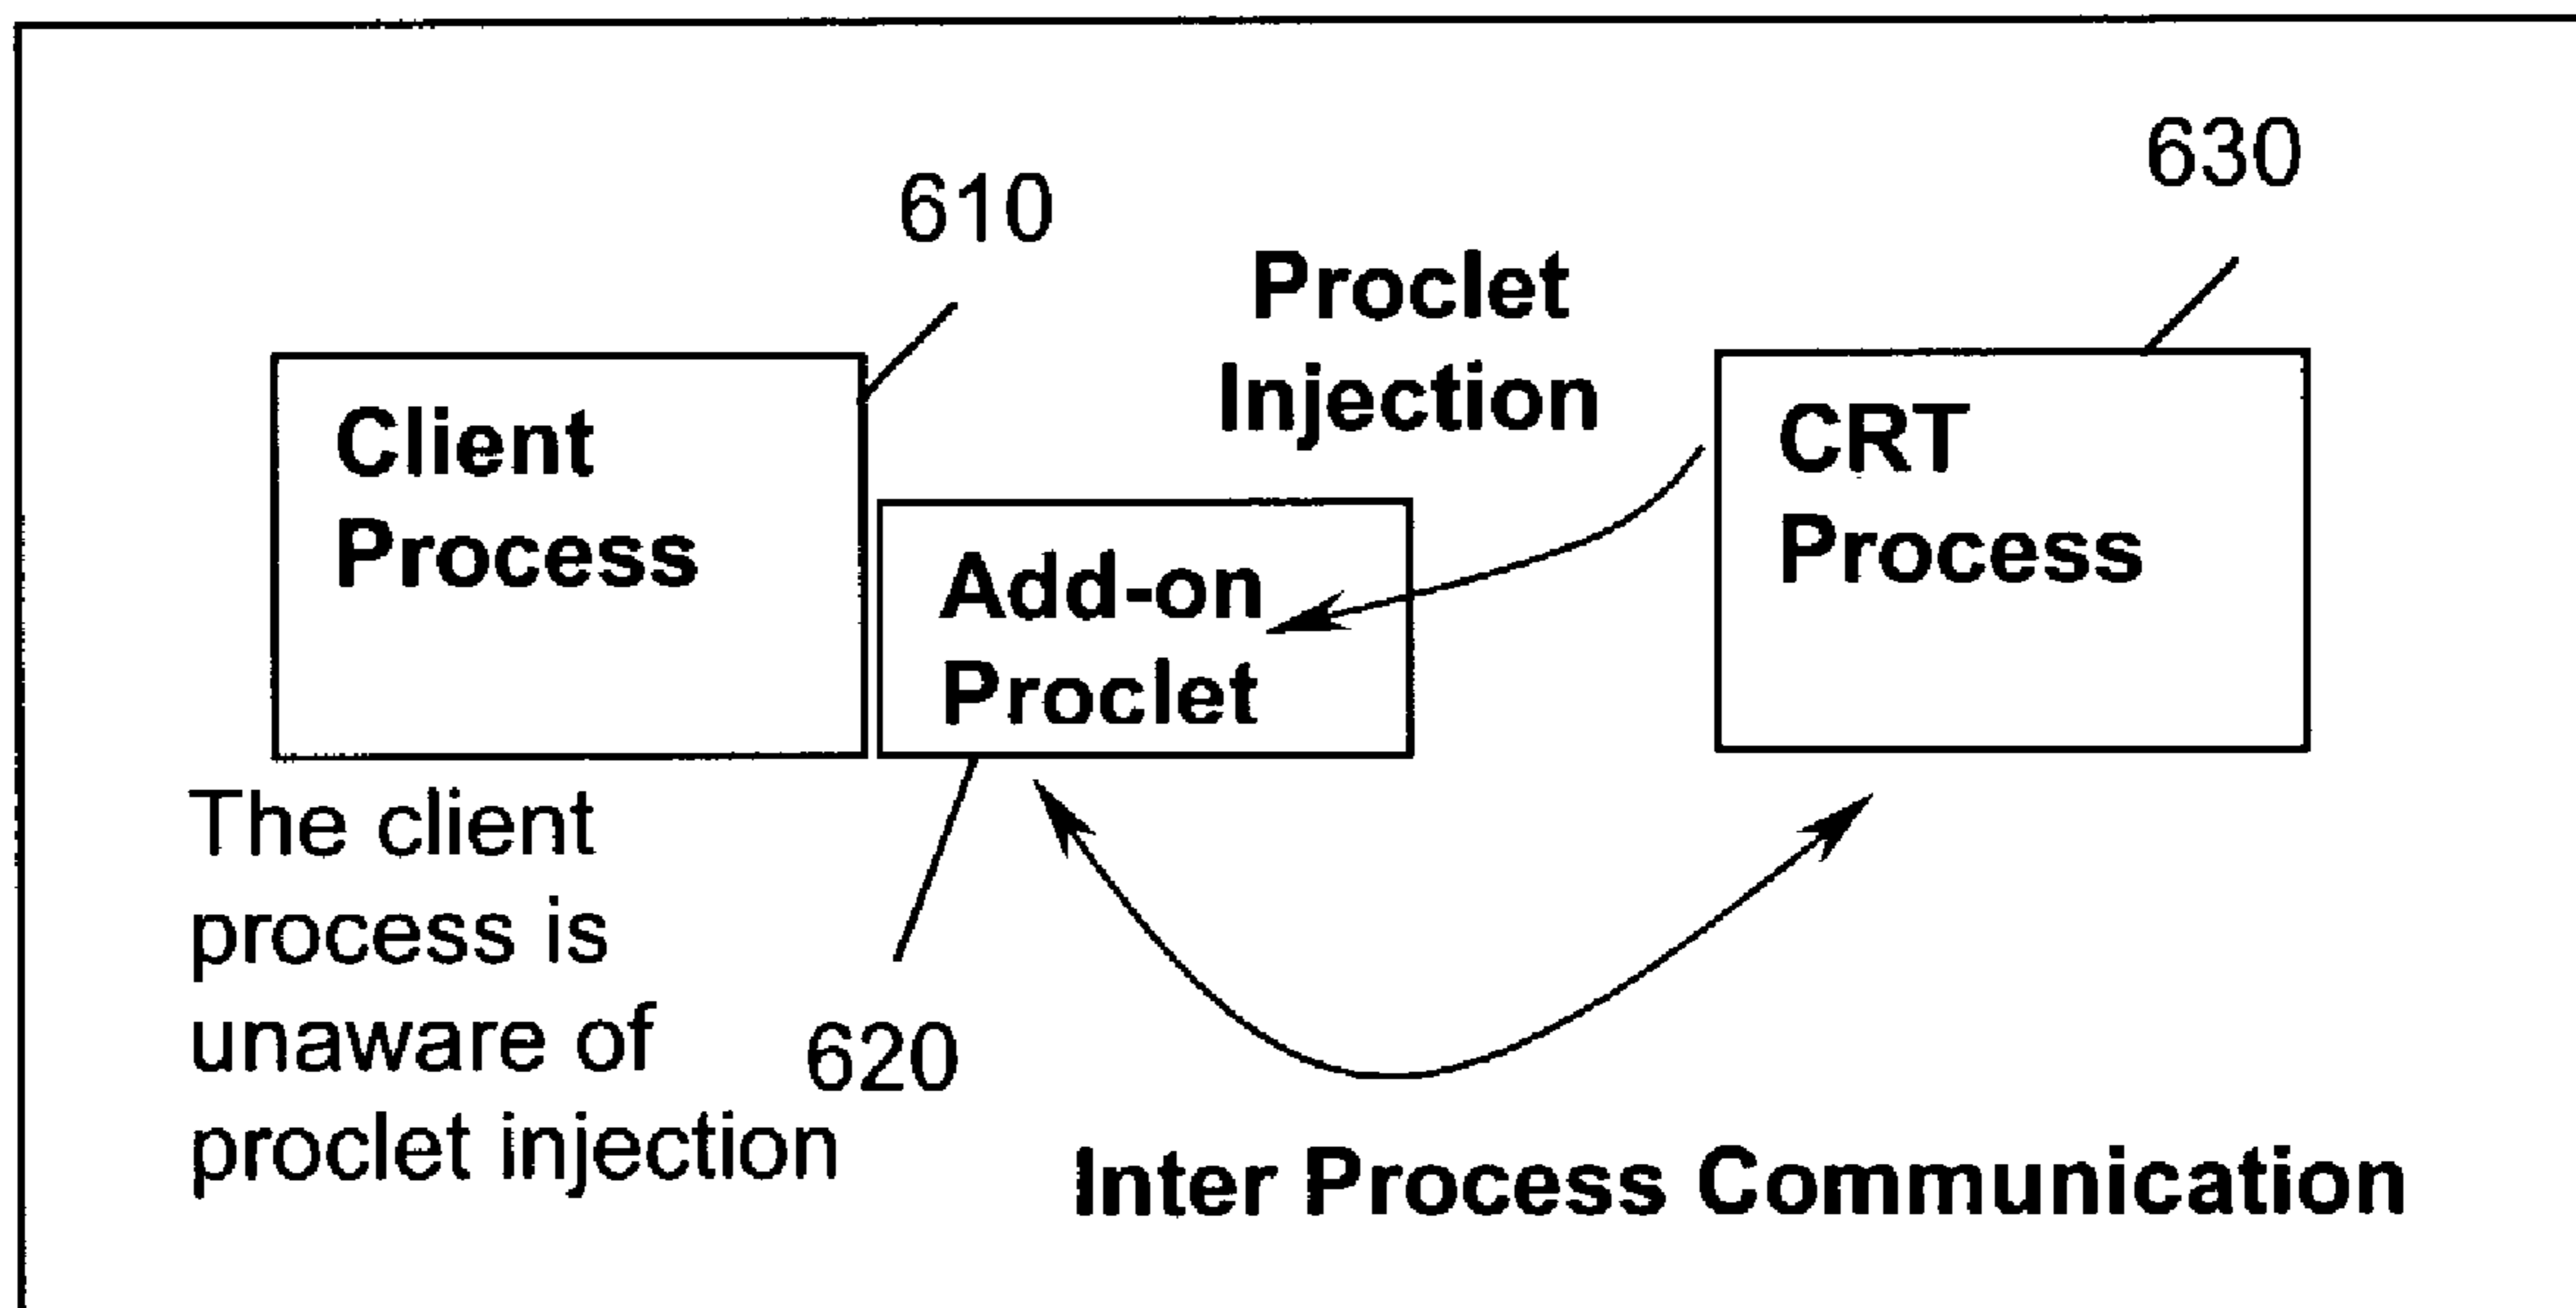 610
630
Proclet
Injection
Client
Process
CRT
Process
Add-on
Proclet
The client
process is
unaware of
proclet injection
620
Inter Process Communication